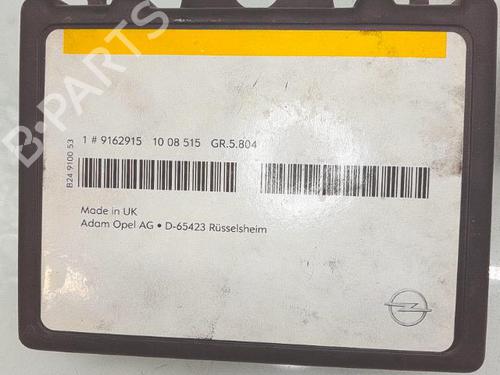 B-PARTS
1 # 9162915 10 08 515 GR.5.804
B24 9100 53
Made in UK
Adam Opel AG • D-65423 Rüsselsheim